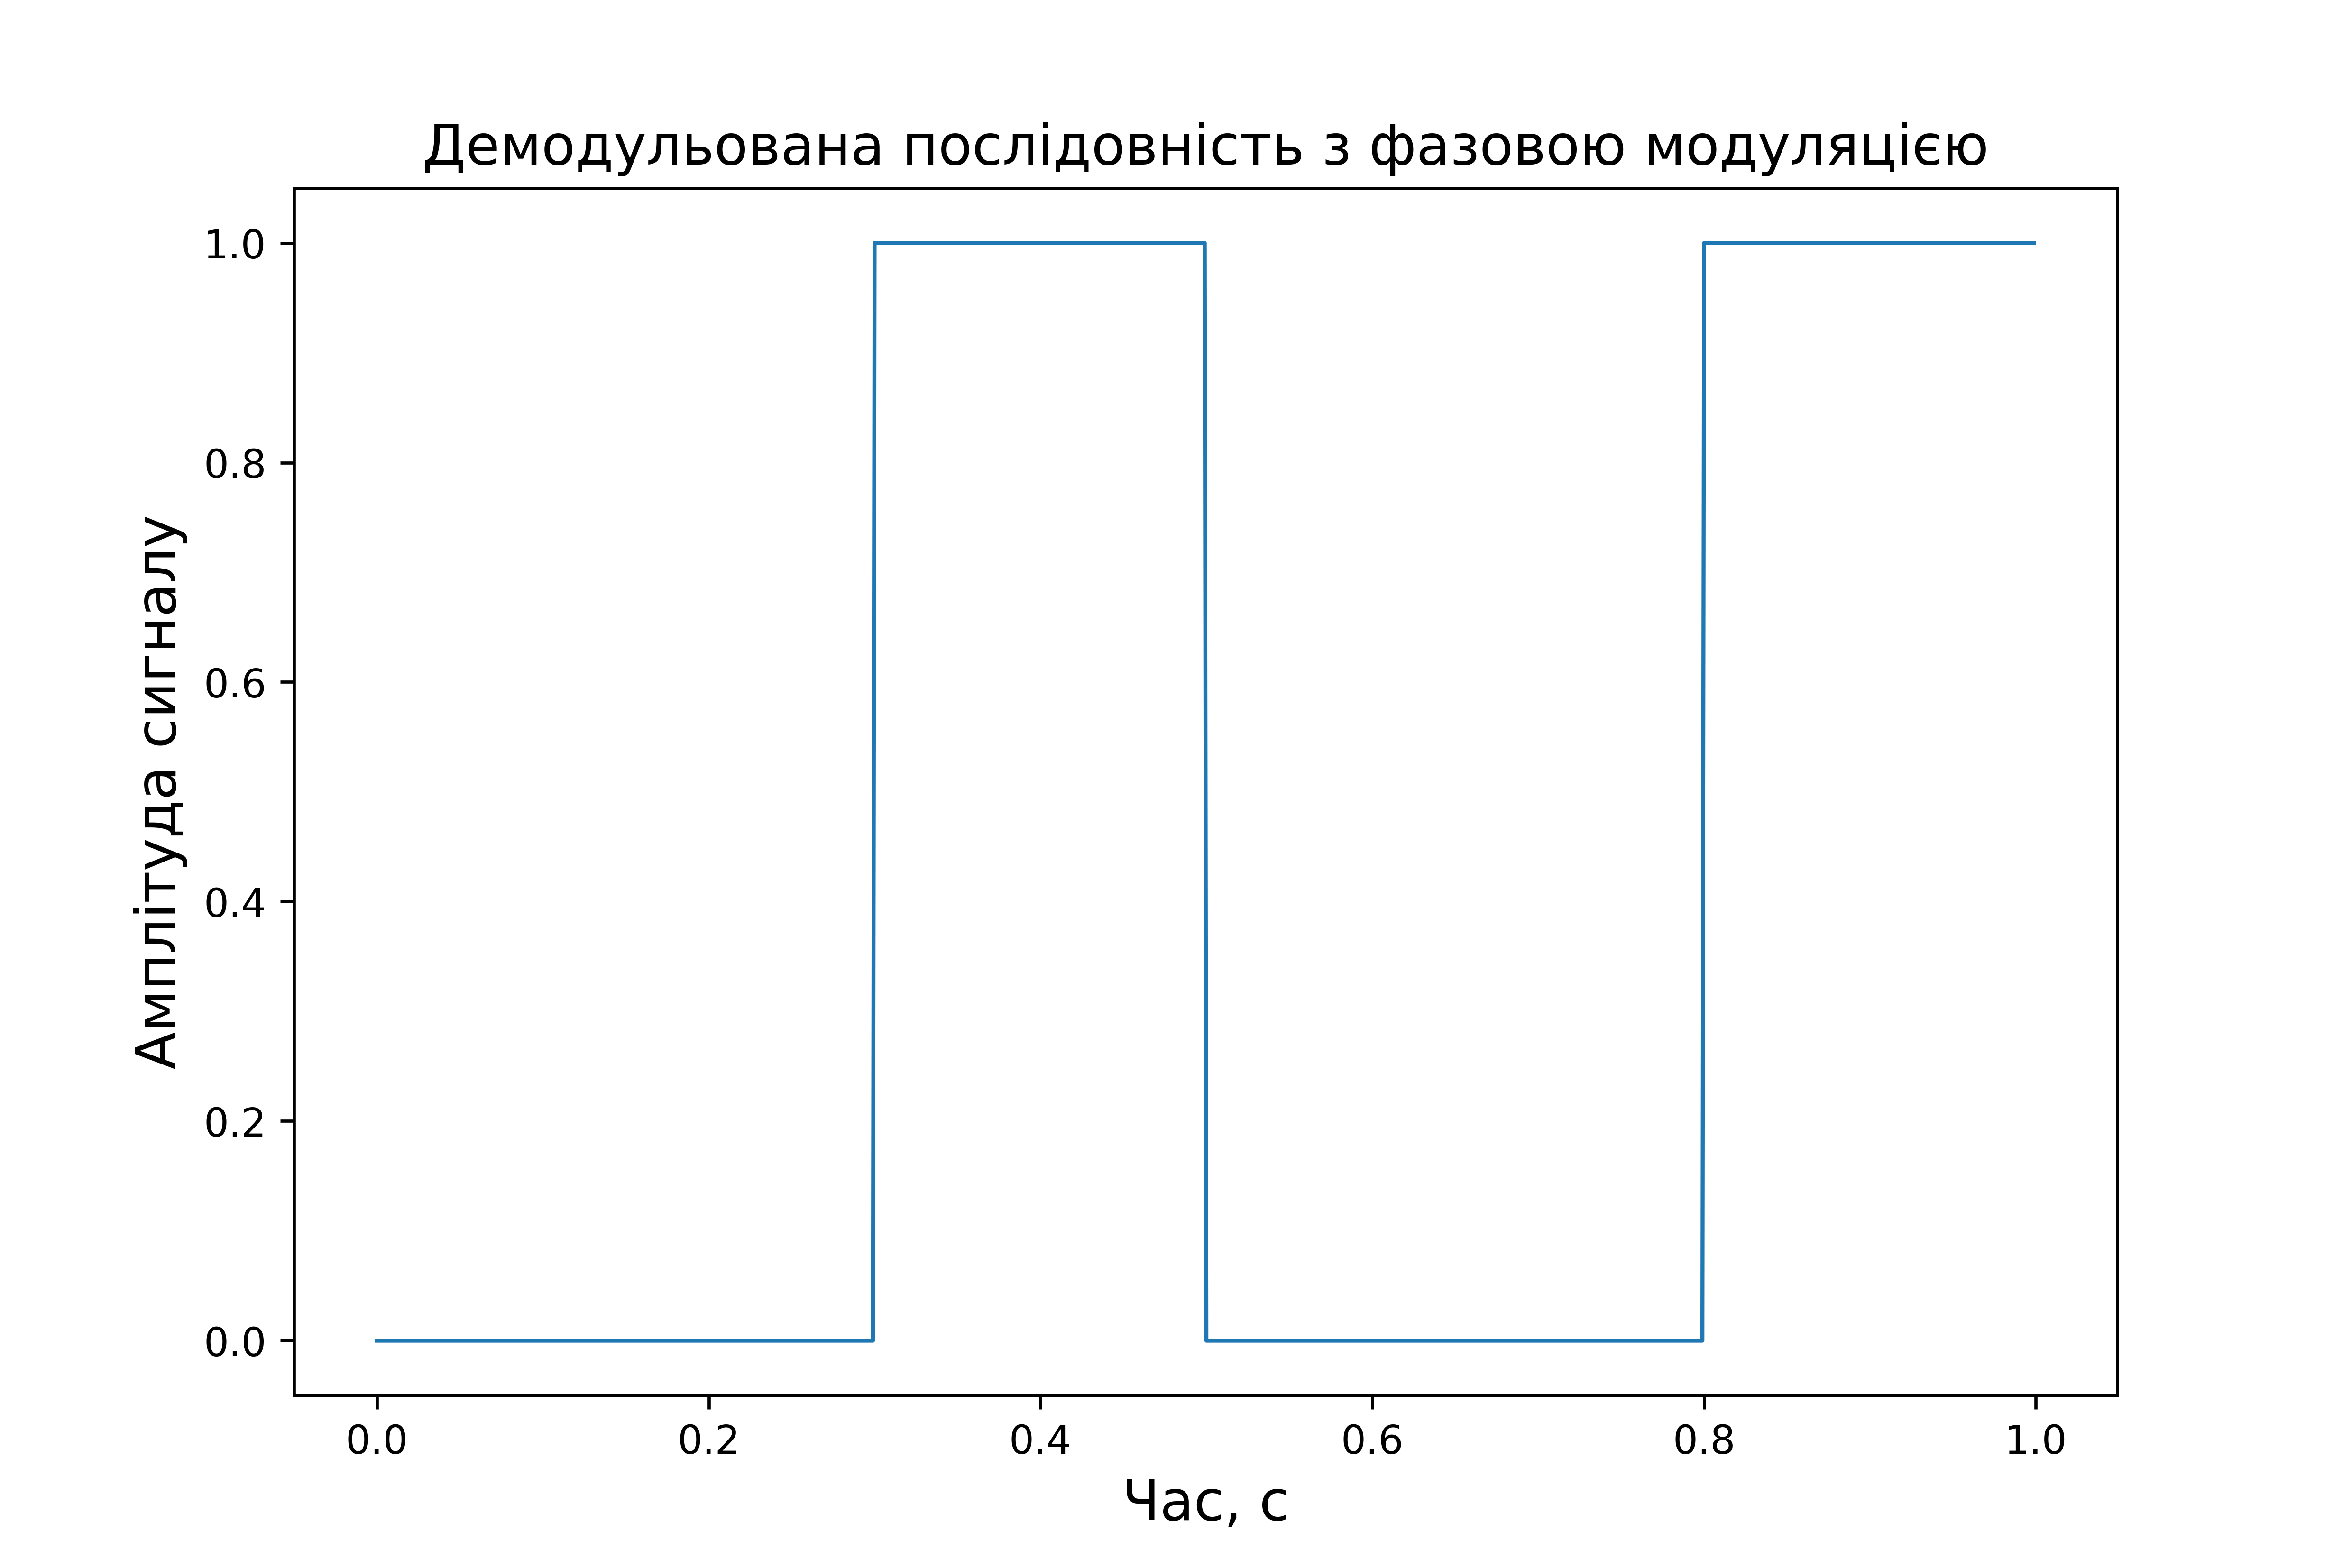 Демодульована послідовність з фазовою модуляцією
1.0
0.8
0.6
0.4
0.2
0.0
Амплітуда сигналу
0.0 0.2 0.4 0.6 0.8 1.0
Час, с